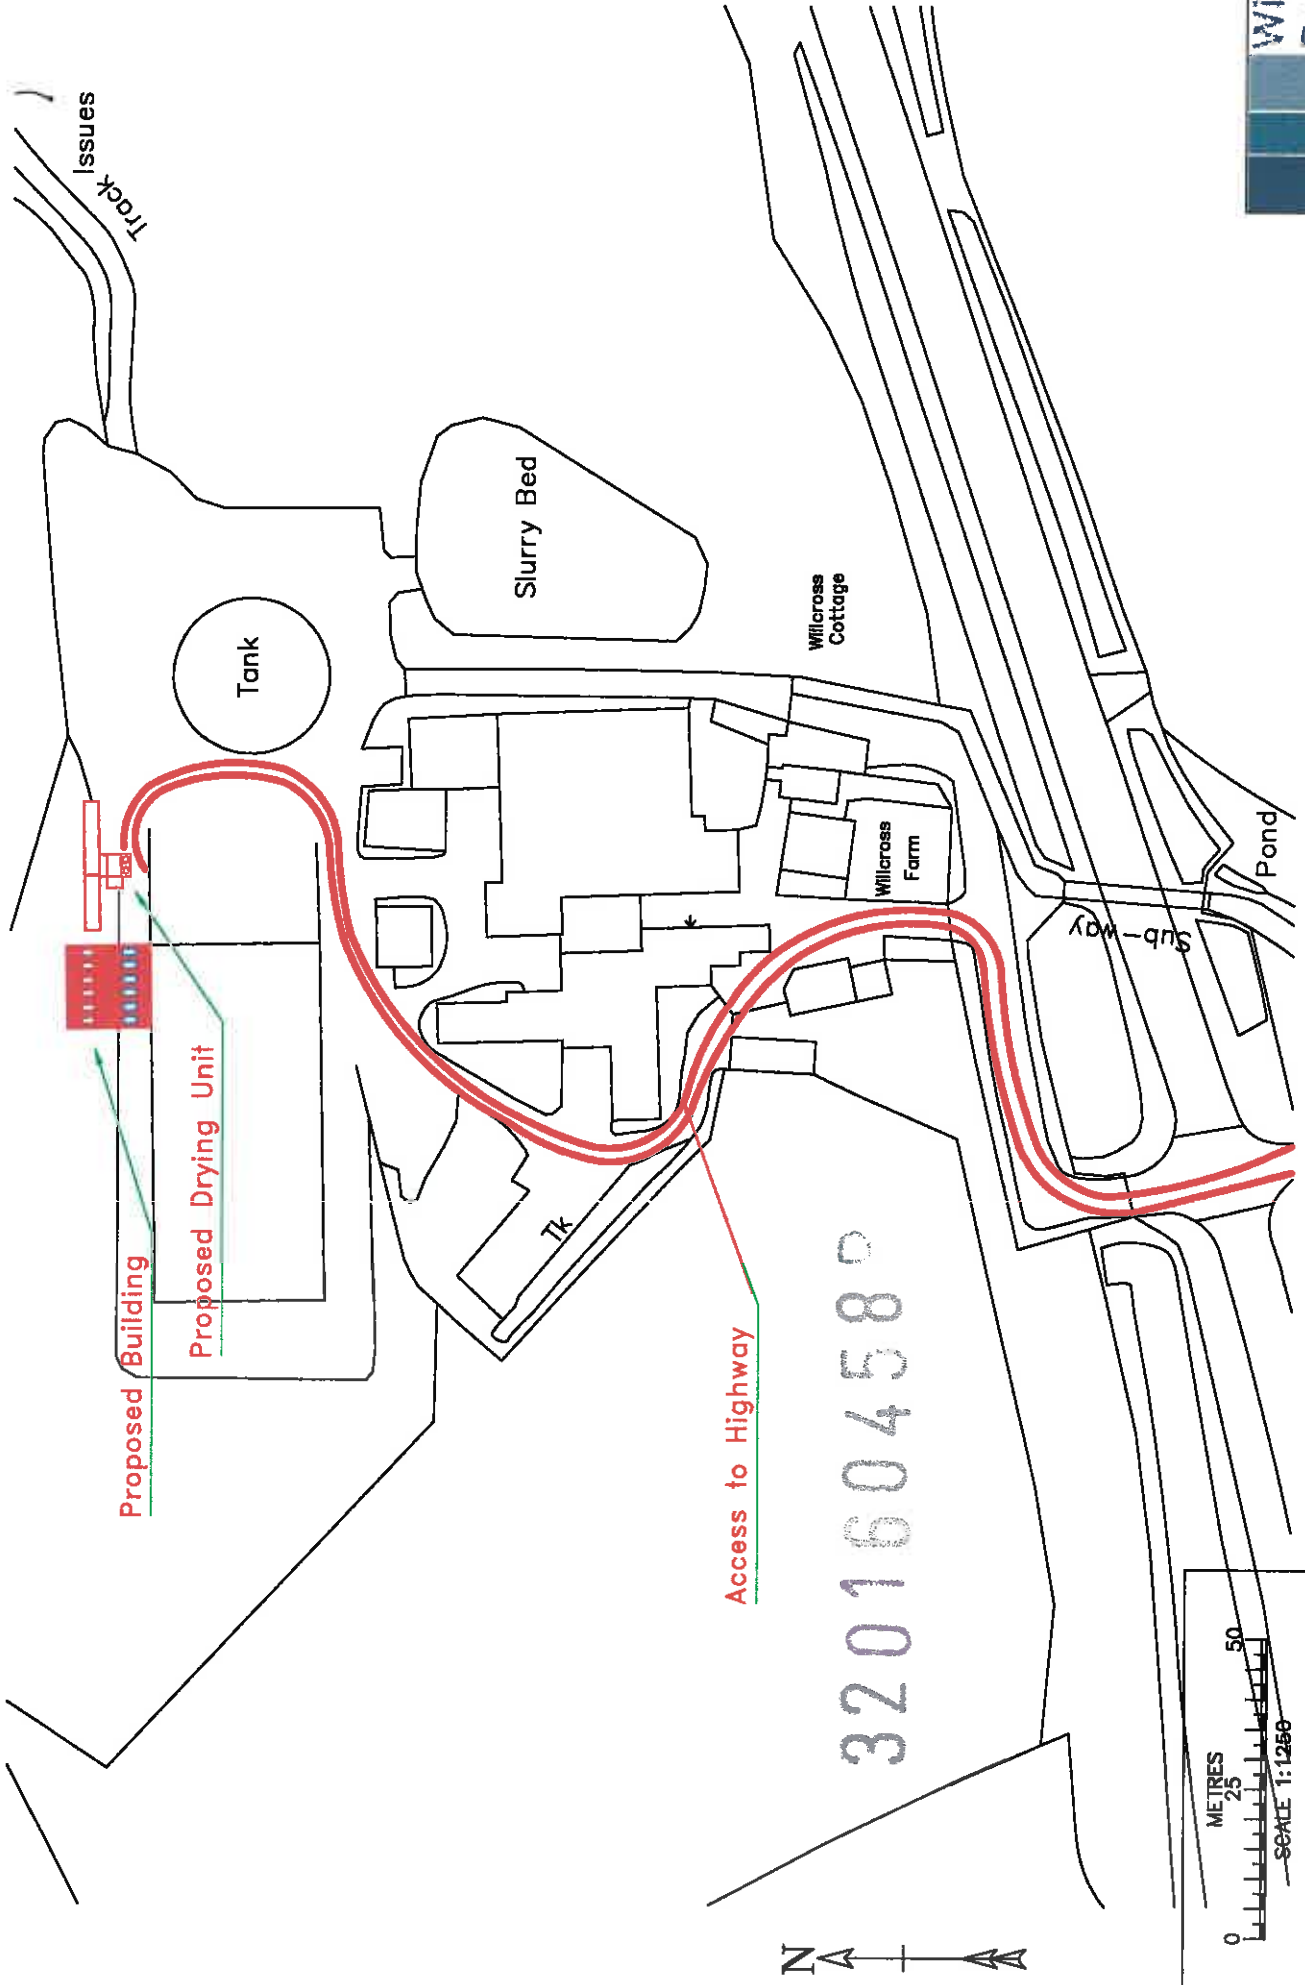 Issues
Track
Tank
Slurry Bed
Proposed Building
Proposed Drying Unit
Willcross
Cottage
Willcross
Farm
Tk
Sub-way
Pond
Access to Highway
320160458
N
METRES
0 25 50
SCALE 1:1250